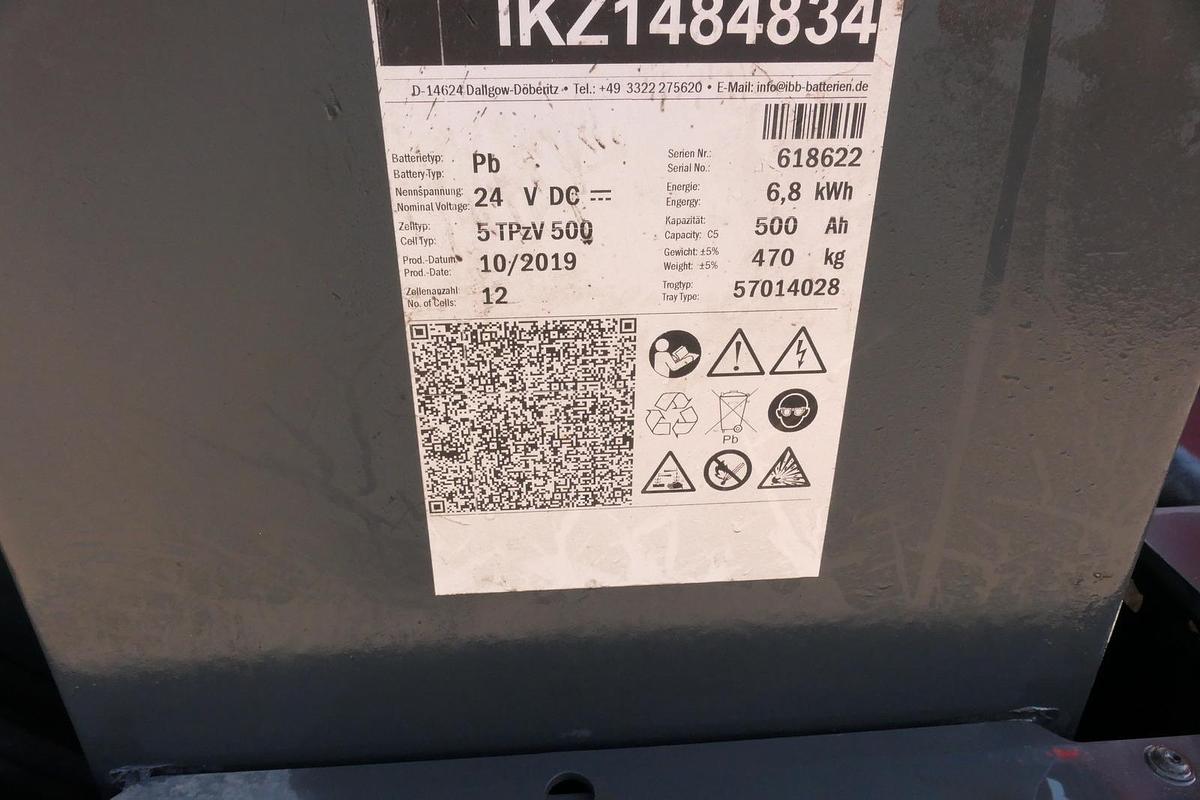 IKZ1484834
D-14624 Dallgow-Döberitz • Tel.: +49 3322 275620 • E-Mail: info@ibb-batterien.de
Batterietyp:
Battery-Typ:
Pb
Serien Nr.:
Serial No.:
618622
Nennspannung:
Nominal Voltage:
24 V DC
Energie:
Engergy:
6,8 kWh
Zelltyp:
Cell Typ:
5 TPzV 500
Kapazität:
Capacity: C5
500 Ah
Prod.-Datum:
Prod.-Date:
10/2019
Gewicht: ±5%
Weight: ±5%
470 kg
Zellenanzahl:
No. of Cells:
12
Trogtyp:
Tray Type:
57014028
Pb